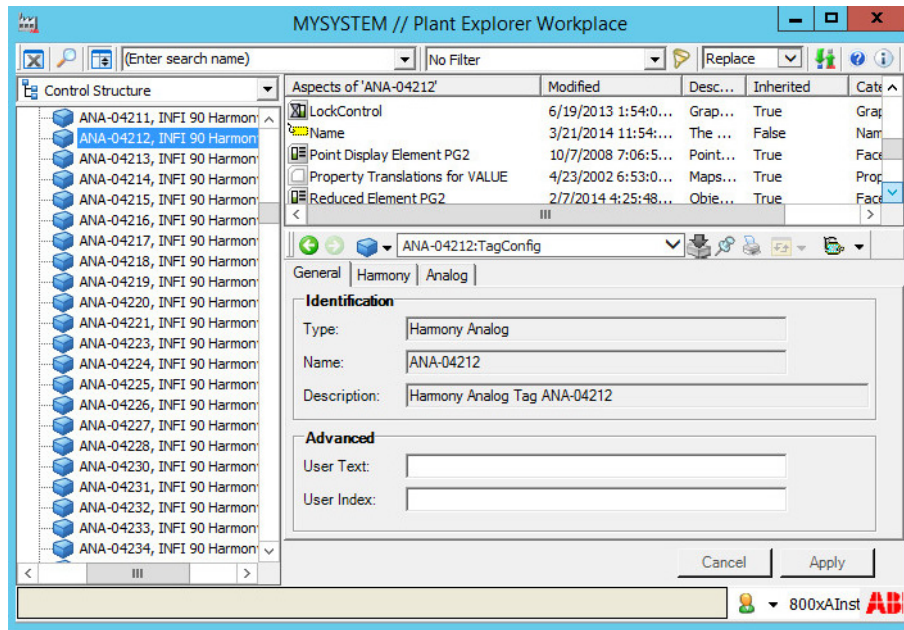 MYSYSTEM // Plant Explorer Workplace
(Enter search name) No Filter Replace
Control Structure
ANA-04211, INFI 90 Harmon
ANA-04212, INFI 90 Harmon
ANA-04213, INFI 90 Harmon
ANA-04214, INFI 90 Harmon
ANA-04215, INFI 90 Harmon
ANA-04216, INFI 90 Harmon
ANA-04217, INFI 90 Harmon
ANA-04218, INFI 90 Harmon
ANA-04219, INFI 90 Harmon
ANA-04220, INFI 90 Harmon
ANA-04221, INFI 90 Harmon
ANA-04223, INFI 90 Harmon
ANA-04224, INFI 90 Harmon
ANA-04225, INFI 90 Harmon
ANA-04226, INFI 90 Harmon
ANA-04227, INFI 90 Harmon
ANA-04228, INFI 90 Harmon
ANA-04230, INFI 90 Harmon
ANA-04231, INFI 90 Harmon
ANA-04232, INFI 90 Harmon
ANA-04233, INFI 90 Harmon
ANA-04234, INFI 90 Harmon
Aspects of 'ANA-04212' Modified Desc... Inherited Cate
LockControl 6/19/2013 1:54:0... Grap... True Grap
Name 3/21/2014 11:54:... The ... False Nam
Point Display Element PG2 10/7/2008 7:06:5... Point... True Face
Property Translations for VALUE 4/23/2002 6:53:0... Maps... True Prop
Reduced Element PG2 2/7/2014 4:25:48... Obje... True Face
ANA-04212:TagConfig
General Harmony Analog
Identification
Type: Harmony Analog
Name: ANA-04212
Description: Harmony Analog Tag ANA-04212
Advanced
User Text:
User Index:
Cancel Apply
800xAInst ABB